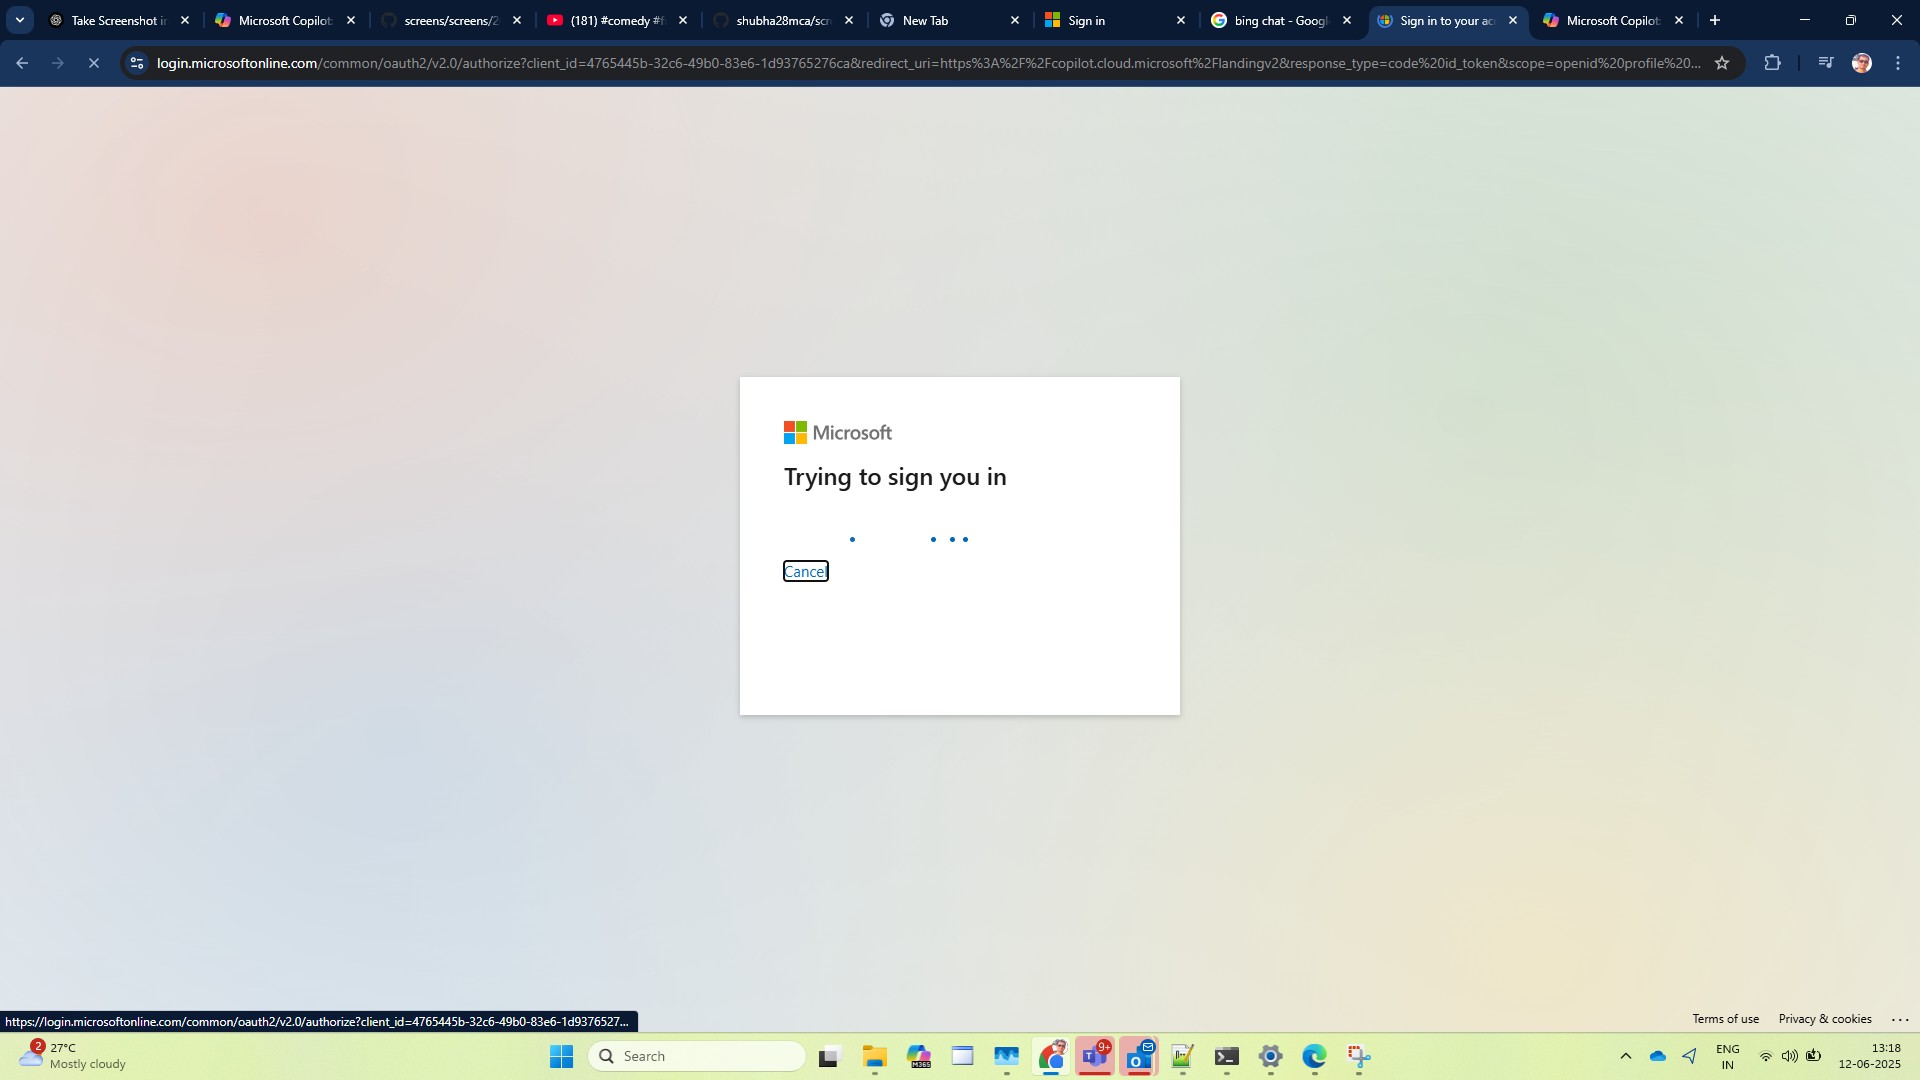 Take Screenshot in
Microsoft Copilot
screens/screens/2
(181) #comedy #f
shubha28mca/scr
New Tab
Sign in
bing chat - Googl
Sign in to your ac
Microsoft Copilot
login.microsoftonline.com/common/oauth2/v2.0/authorize?client_id=4765445b-32c6-49b0-83e6-1d93765276ca&redirect_uri=https%3A%2F%2Fcopilot.cloud.microsoft%2Flandingv2&response_type=code%20id_token&scope=openid%20profile%20...
Microsoft
Trying to sign you in
Cancel
https://login.microsoftonline.com/common/oauth2/v2.0/authorize?client_id=4765445b-32c6-49b0-83e6-1d9376527...
Terms of use
Privacy & cookies
...
2
27°C
Mostly cloudy
Search
M365
T
9+
O
ENG
IN
13:18
12-06-2025